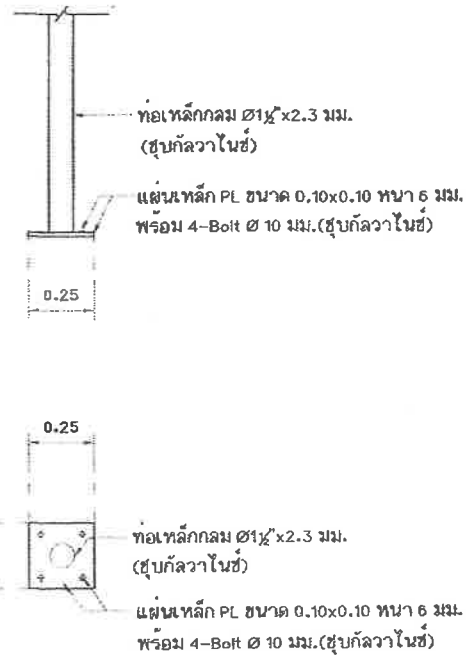 ท่อเหล็กกลม Ø1½"x2.3 มม.
(ชุบกัลวาไนซ์)
แผ่นเหล็ก PL ขนาด 0.10x0.10 หนา 6 มม.
พร้อม 4-Bolt Ø 10 มม.(ชุบกัลวาไนซ์)
0.25
0.25
ท่อเหล็กกลม Ø1½"x2.3 มม.
(ชุบกัลวาไนซ์)
แผ่นเหล็ก PL ขนาด 0.10x0.10 หนา 6 มม.
พร้อม 4-Bolt Ø 10 มม.(ชุบกัลวาไนซ์)